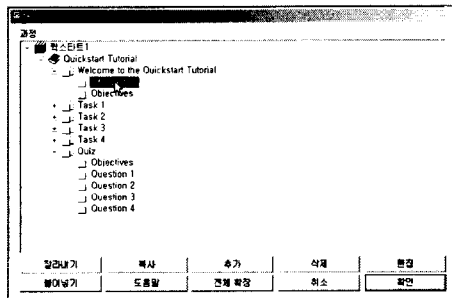 과정
퀵스타트1
Quickstart Tutorial
Welcome to the Quickstart Tutorial
Objectives
Task 1
Task 2
Task 3
Task 4
Quiz
Objectives
Question 1
Question 2
Question 3
Question 4
잘라내기 복사 추가 삭제 편집
붙여넣기 도움말 전체 확장 취소 확인